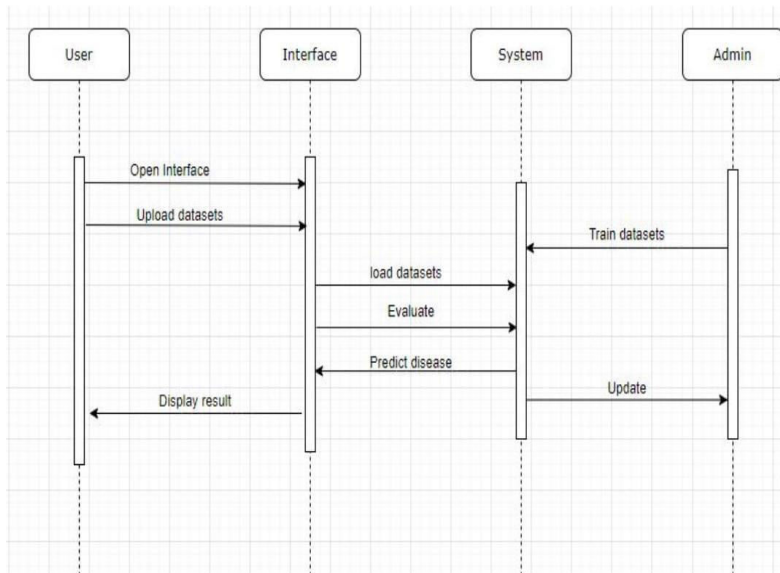 User
Interface
System
Admin
Open Interface
Upload datasets
Train datasets
load datasets
Evaluate
Predict disease
Update
Display result